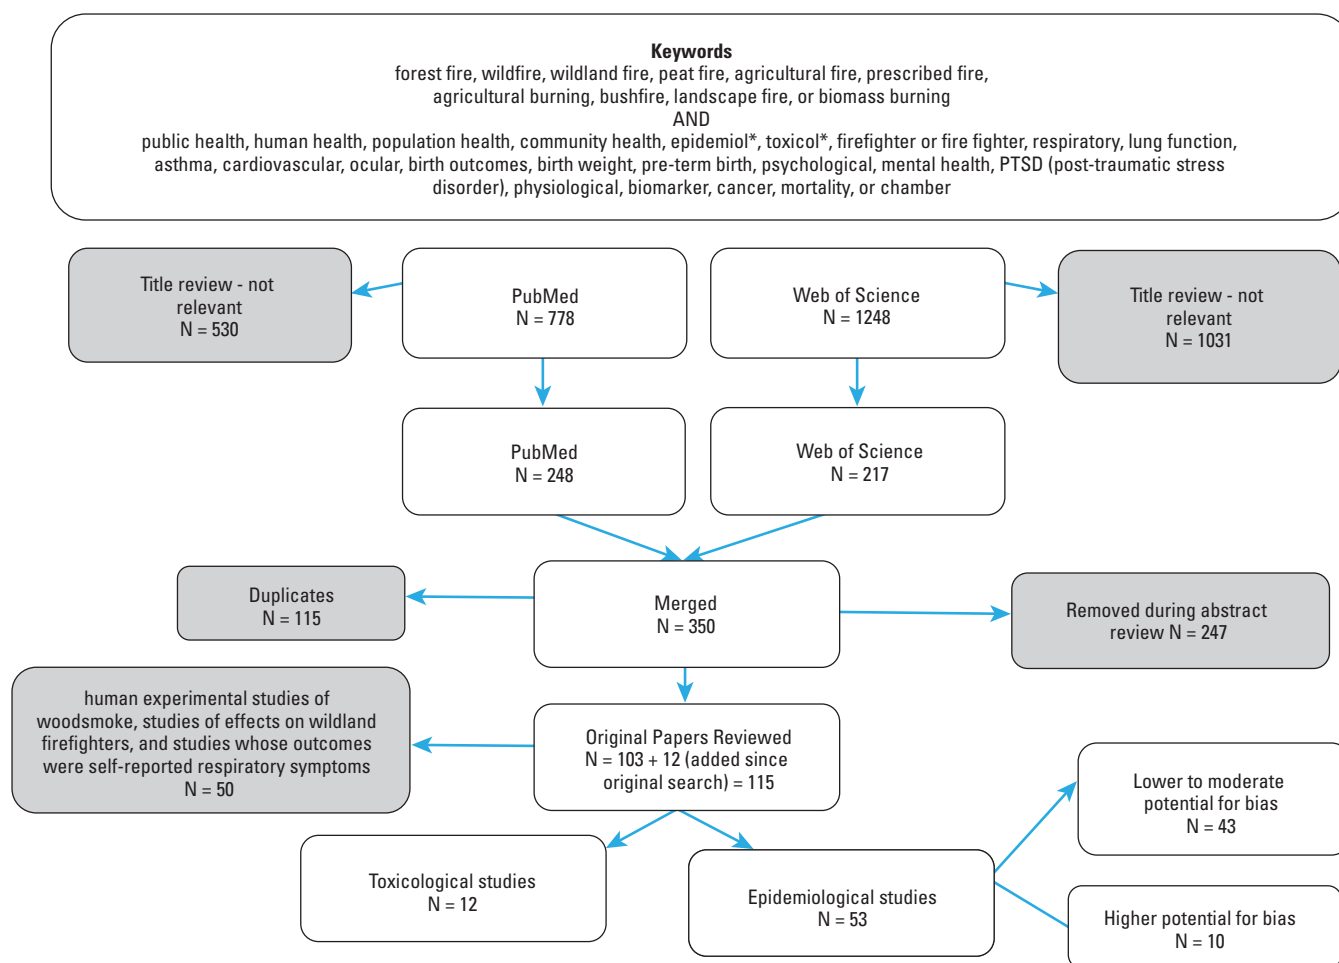 Keywords
forest fire, wildfire, wildland fire, peat fire, agricultural fire, prescribed fire,
agricultural burning, bushfire, landscape fire, or biomass burning
AND
public health, human health, population health, community health, epidemiol*, toxicol*, firefighter or fire fighter, respiratory, lung function,
asthma, cardiovascular, ocular, birth outcomes, birth weight, pre-term birth, psychological, mental health, PTSD (post-traumatic stress
disorder), physiological, biomarker, cancer, mortality, or chamber
Title review - not
relevant
N = 530
PubMed
N = 778
Web of Science
N = 1248
Title review - not
relevant
N = 1031
PubMed
N = 248
Web of Science
N = 217
Duplicates
N = 115
Merged
N = 350
Removed during abstract
review N = 247
human experimental studies of
woodsmoke, studies of effects on wildland
firefighters, and studies whose outcomes
were self-reported respiratory symptoms
N = 50
Original Papers Reviewed
N = 103 + 12 (added since
original search) = 115
Lower to moderate
potential for bias
N = 43
Toxicological studies
N = 12
Epidemiological studies
N = 53
Higher potential for bias
N = 10